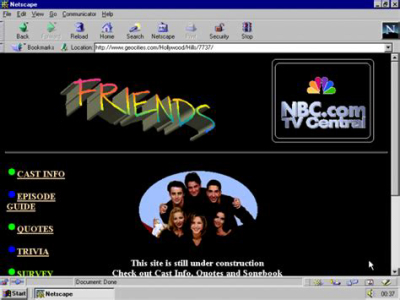 Netscape
File Edit View Go Communicator Help
Back Reload Home Search Netscape Print Security Stop
Bookmarks Location: http://www.geocities.com/Hollywood/Hills/7737/
FRIENDS
NBC.com
TV Central
CAST INFO
EPISODE
GUIDE
QUOTES
TRIVIA
SURVEY
This site is still under construction
Check out Cast Info, Quotes and Songbook
Document: Done
Start Netscape 00:37